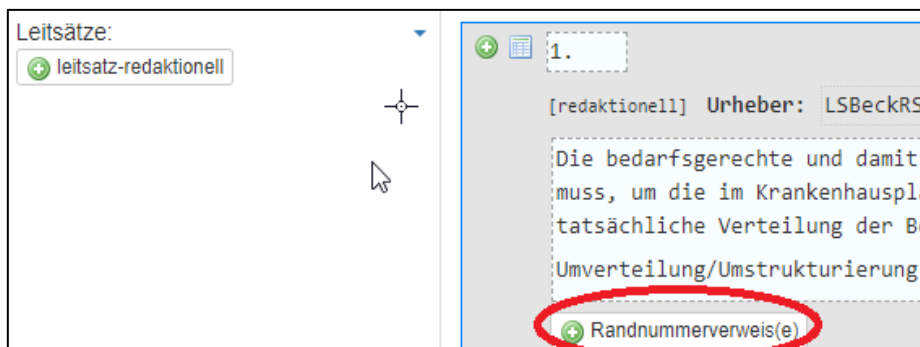 Leitsätze:
leitsatz-redaktionell
1.
[redaktionell] Urheber: LSBeckRS
Die bedarfsgerechte und damit
muss, um die im Krankenhauspla
tatsächliche Verteilung der B
Umverteilung/Umstrukturierung
Randnummerverweis(e)